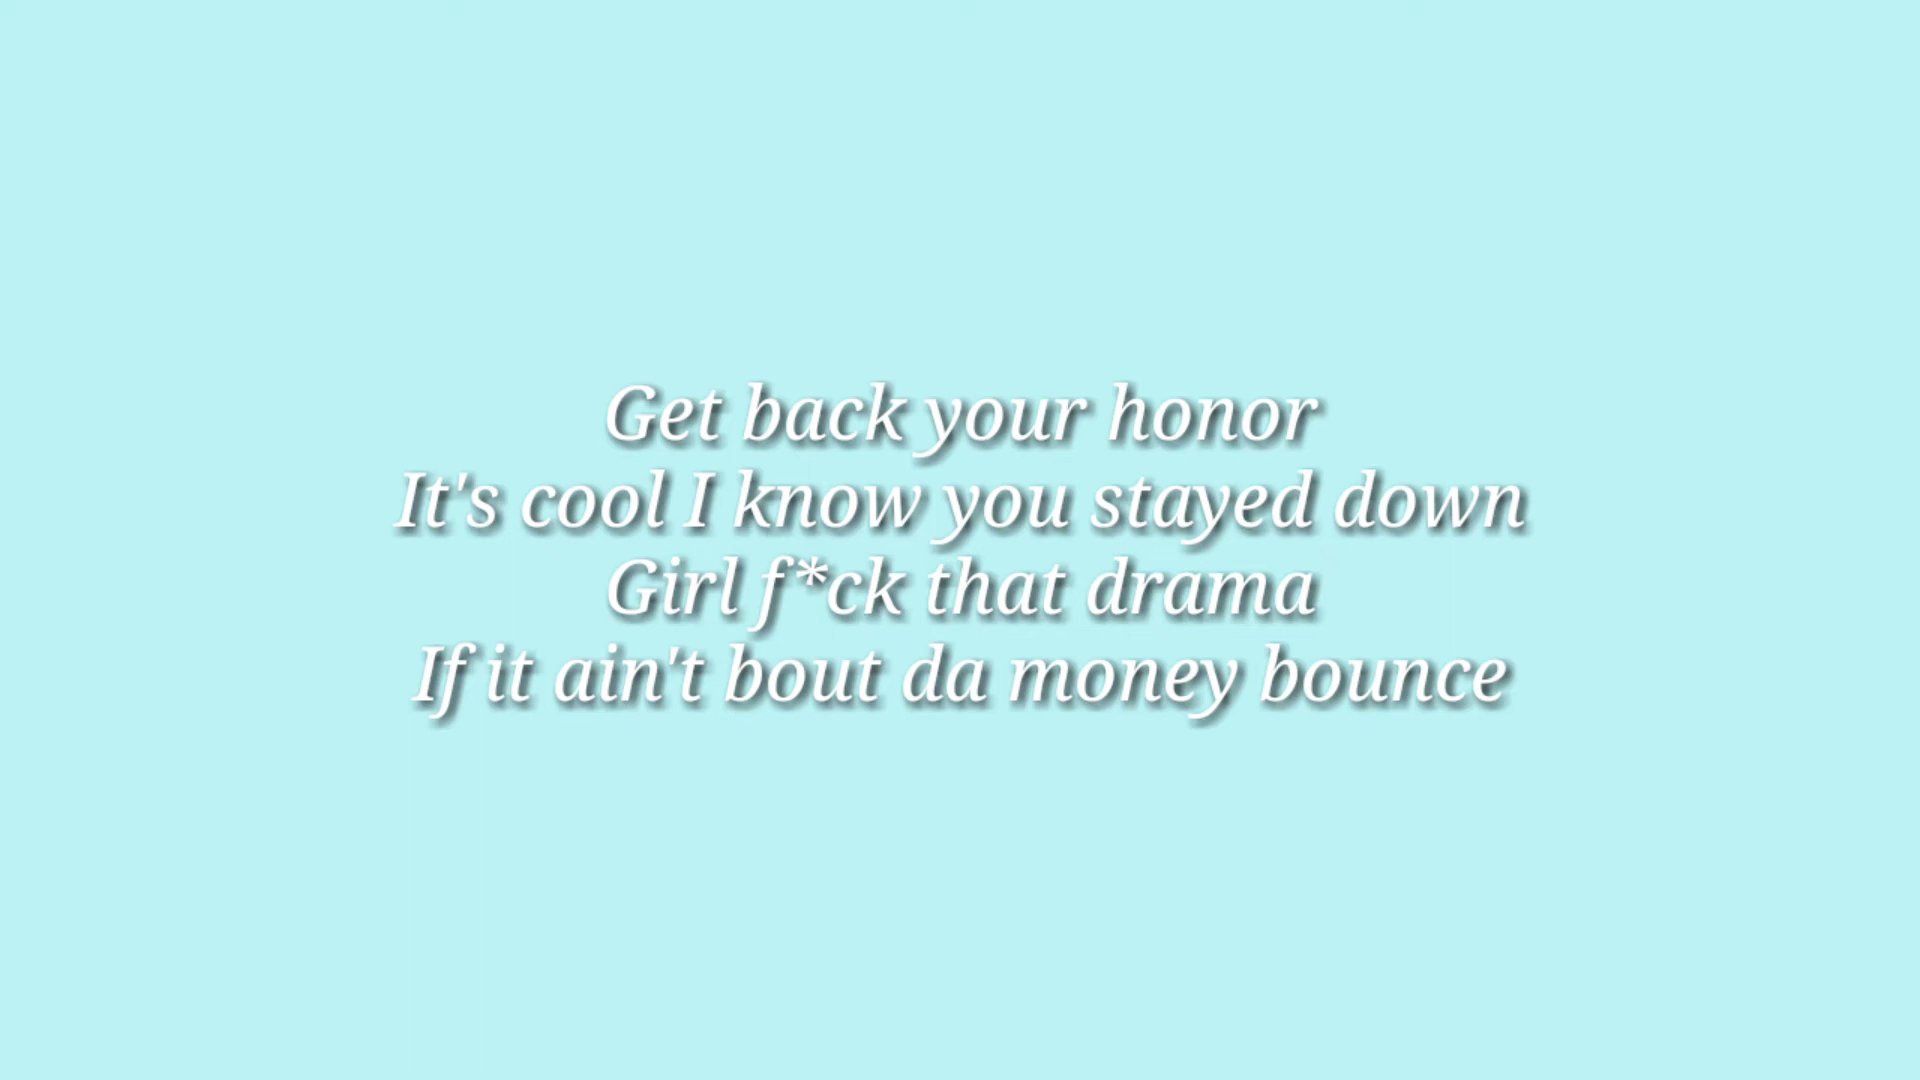 Get back your honor
It's cool I know you stayed down
Girl f*ck that drama
If it ain't bout da money bounce